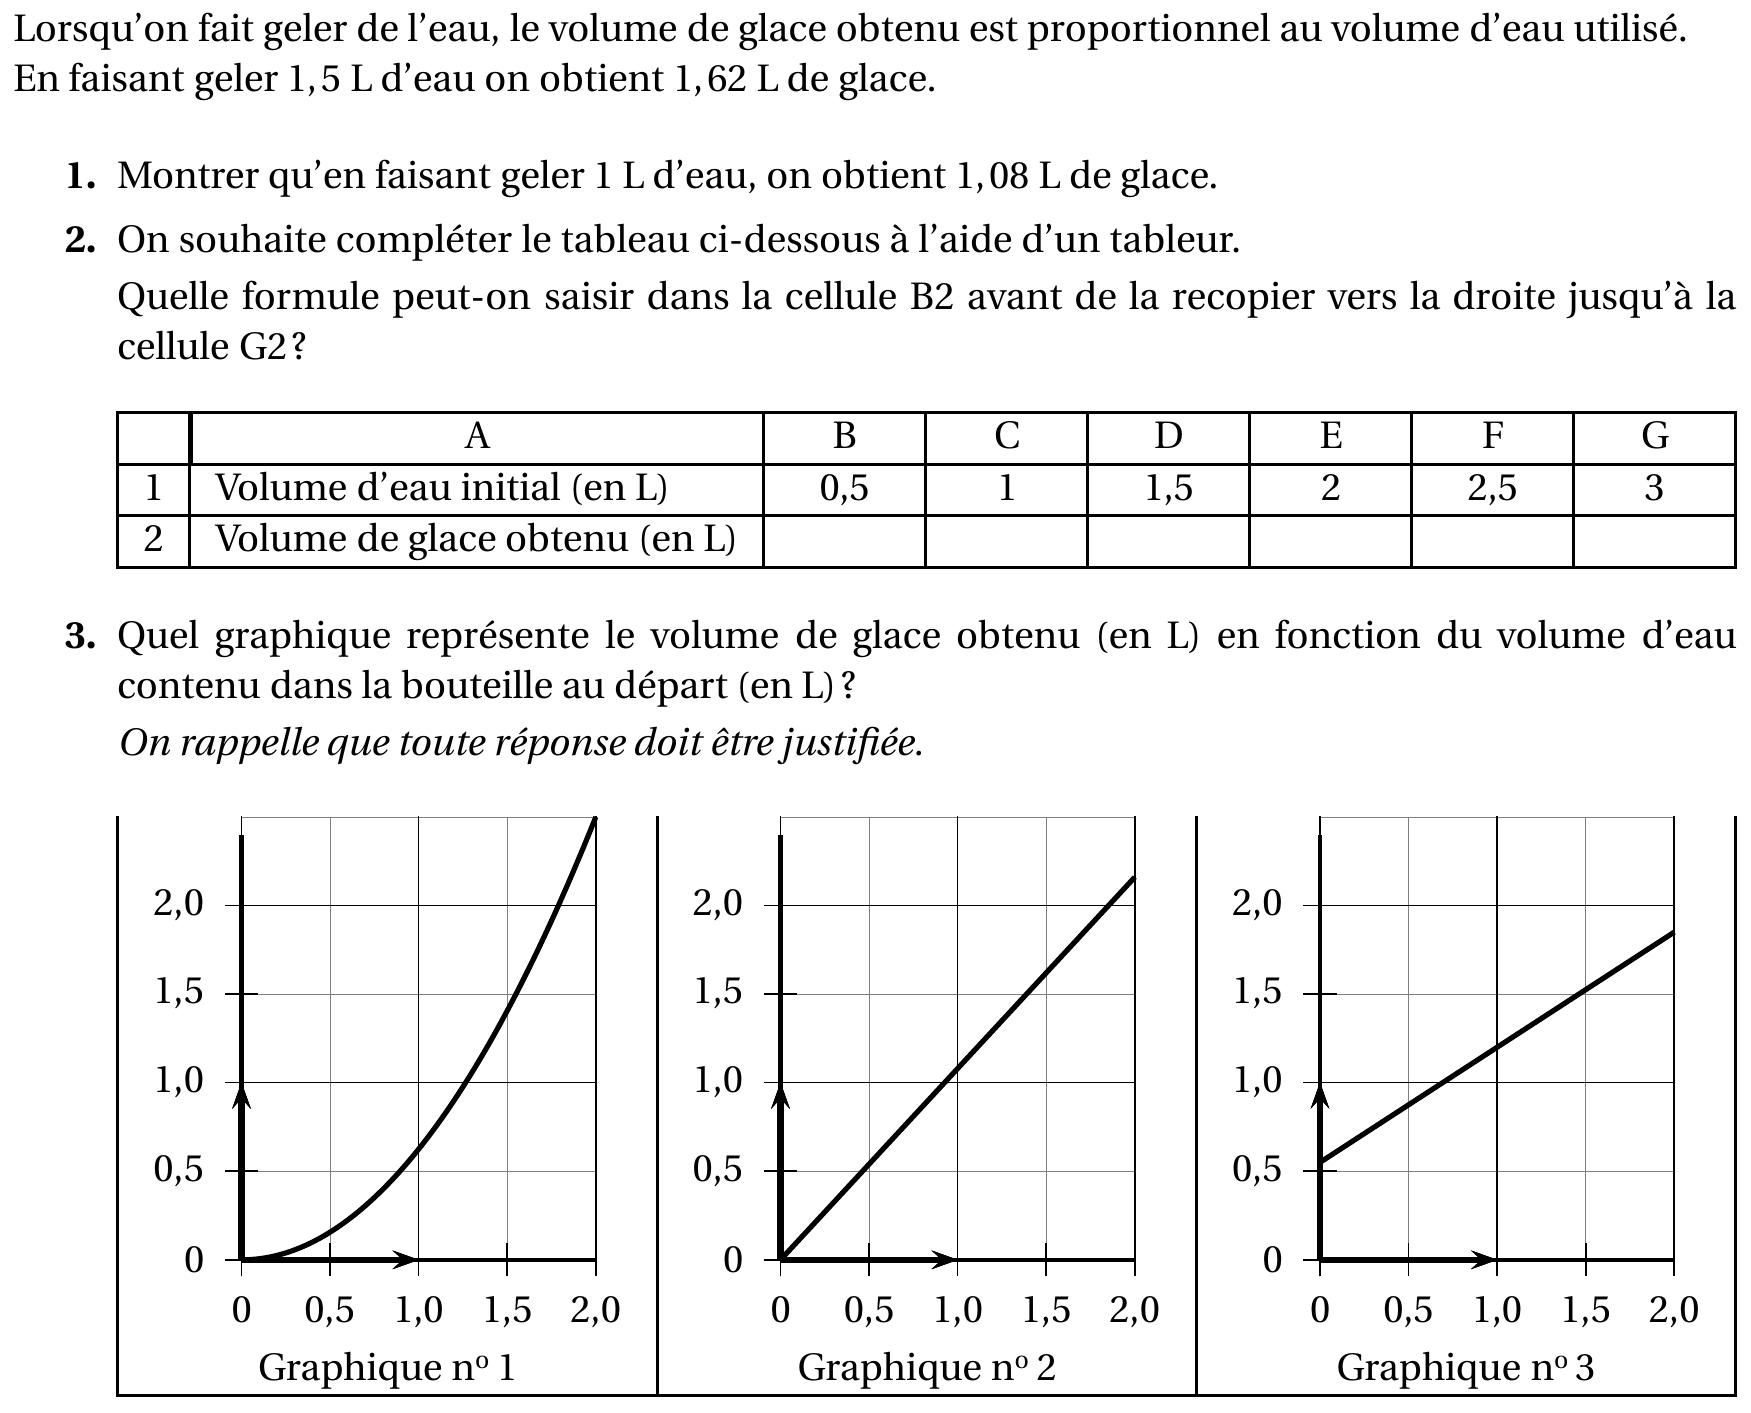 Lorsqu'on fait geler de l'eau, le volume de glace obtenu est proportionnel au volume d'eau utilisé.
En faisant geler 1,5 L d'eau on obtient 1,62 L de glace.
1. Montrer qu'en faisant geler 1 L d'eau, on obtient 1,08 L de glace.
2. On souhaite compléter le tableau ci-dessous à l'aide d'un tableur.
Quelle formule peut-on saisir dans la cellule B2 avant de la recopier vers la droite jusqu'à la
cellule G2 ?
A B C D E F G
1 Volume d'eau initial (en L) 0,5 1 1,5 2 2,5 3
2 Volume de glace obtenu (en L)
3. Quel graphique représente le volume de glace obtenu (en L) en fonction du volume d'eau
contenu dans la bouteille au départ (en L) ?
On rappelle que toute réponse doit être justifiée.
2,0
1,5
1,0
0,5
0
0 0,5 1,0 1,5 2,0
Graphique nº 1
2,0
1,5
1,0
0,5
0
0 0,5 1,0 1,5 2,0
Graphique nº 2
2,0
1,5
1,0
0,5
0
0 0,5 1,0 1,5 2,0
Graphique nº 3